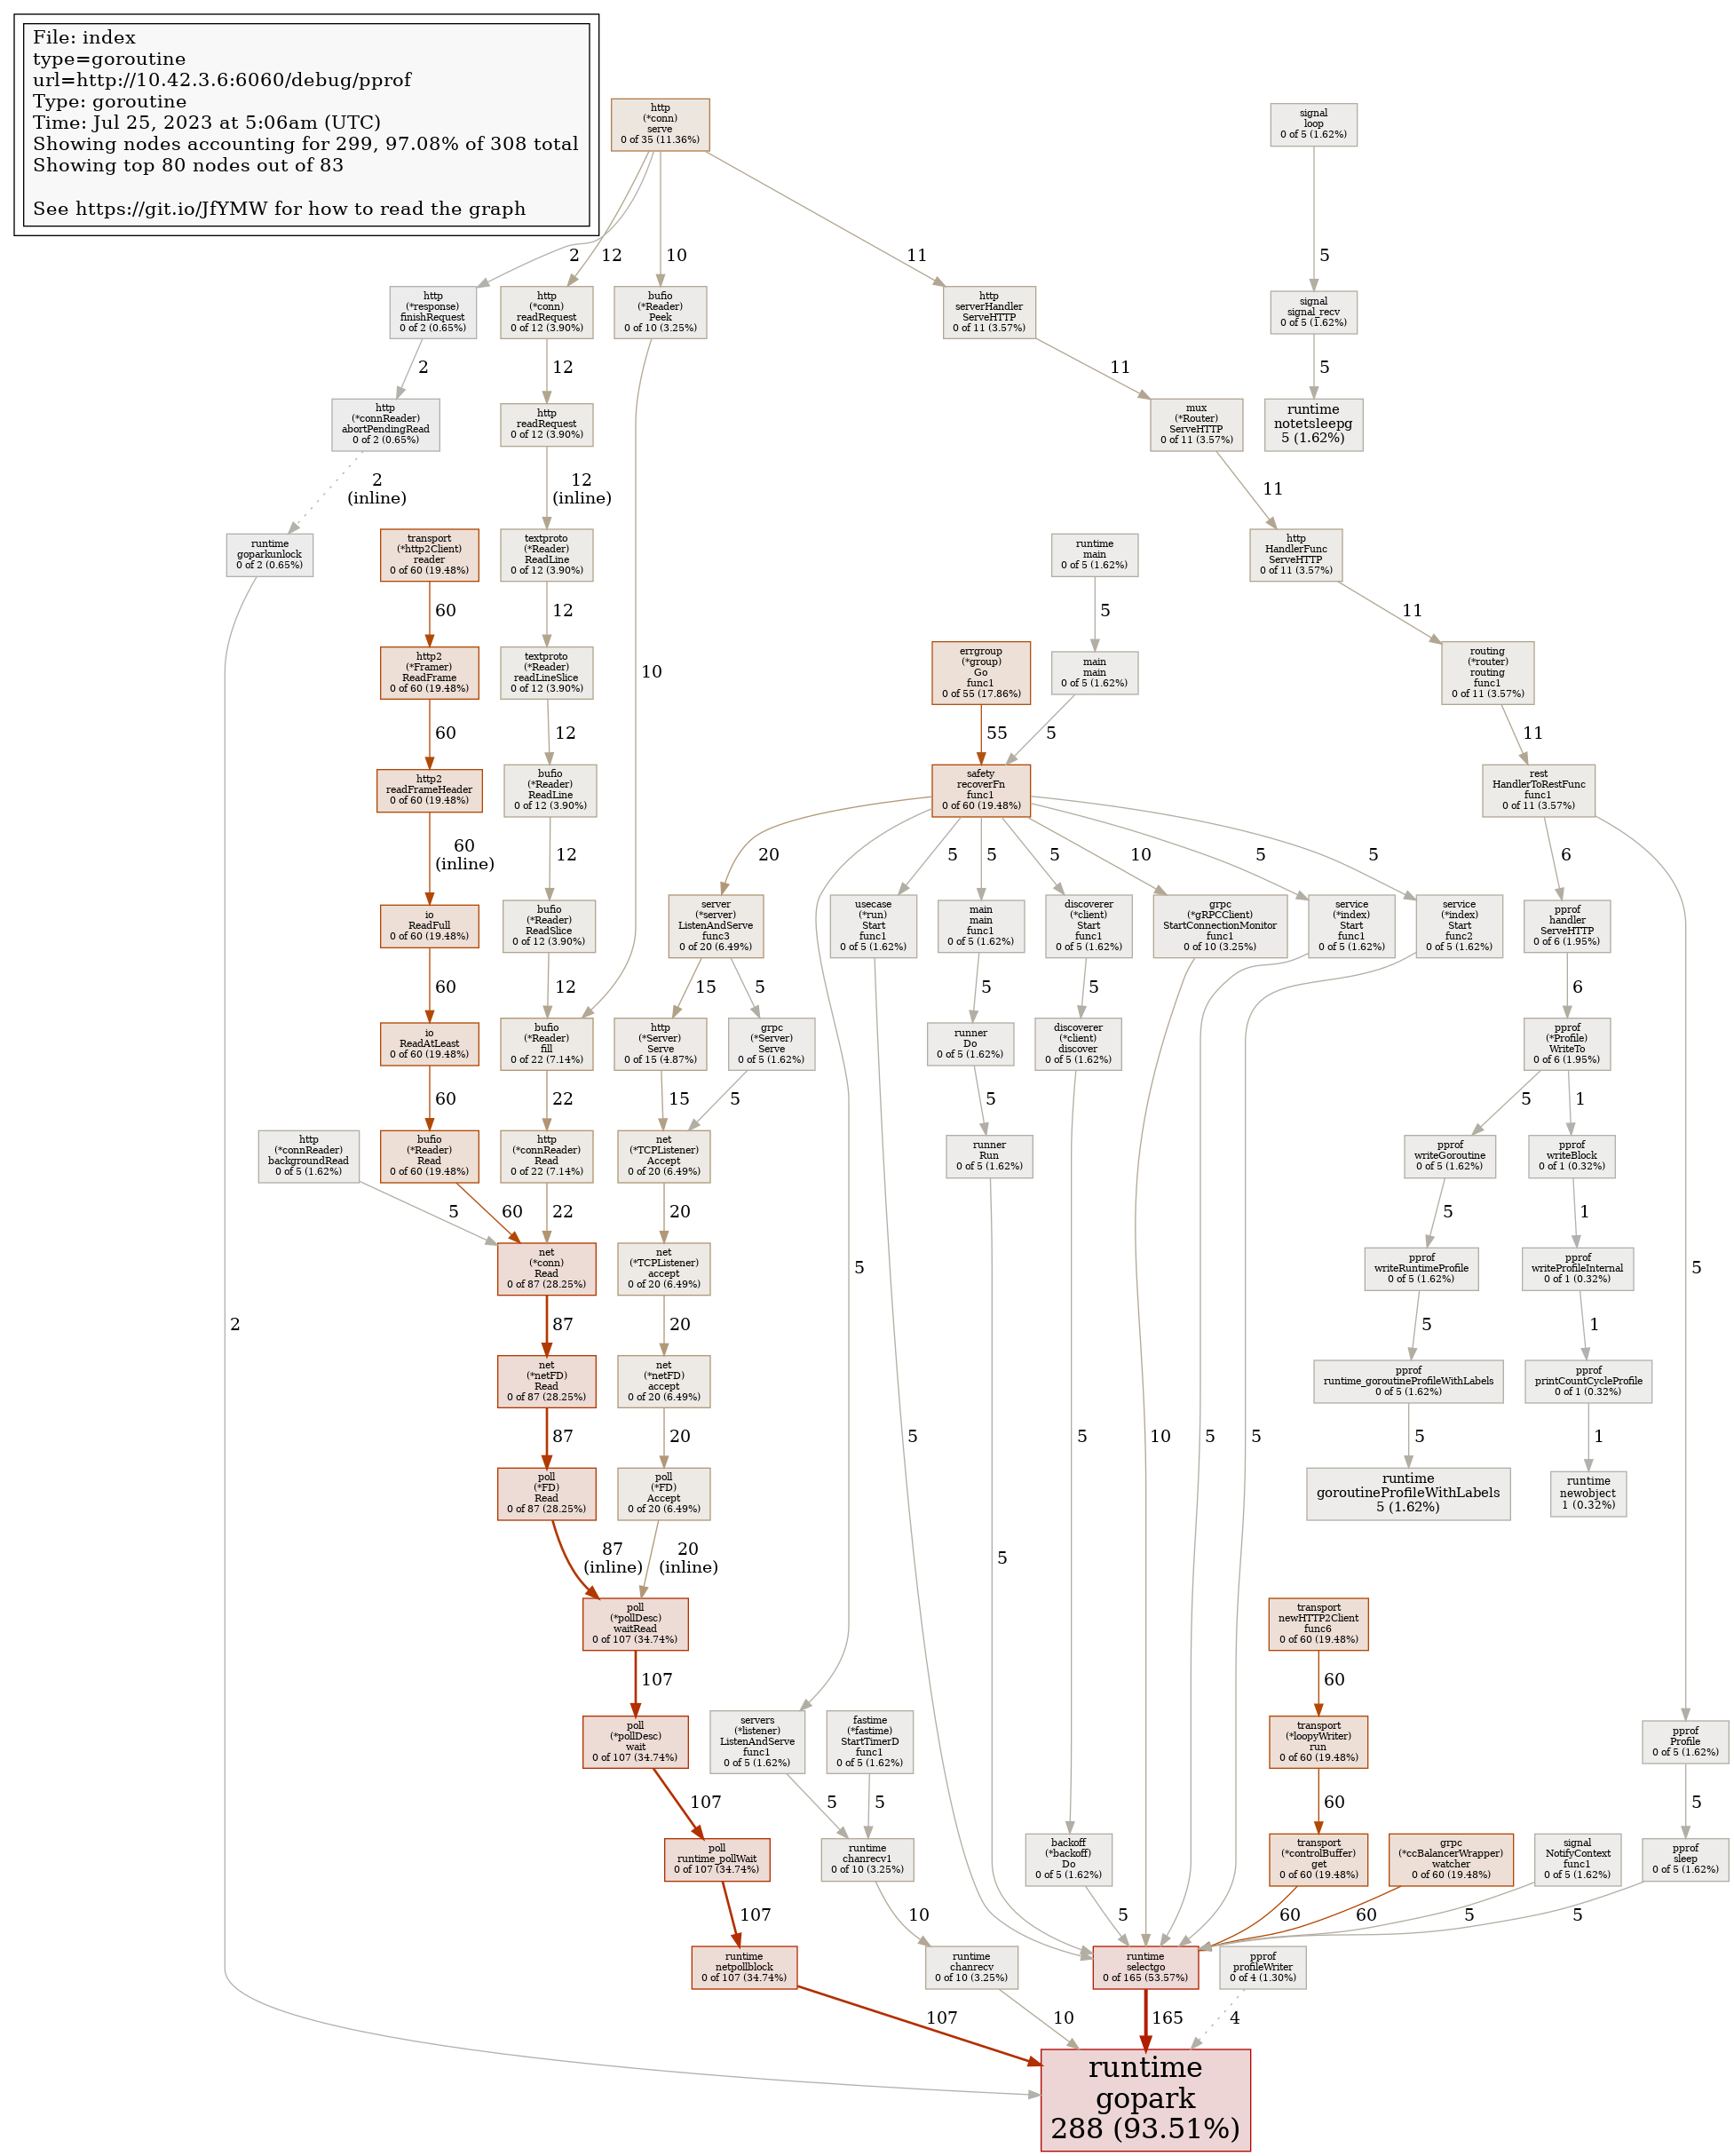 File: index
type=goroutine
url=http://10.42.3.6:6060/debug/pprof
Type: goroutine
Time: Jul 25, 2023 at 5:06am (UTC)
Showing nodes accounting for 299, 97.08% of 308 total
Showing top 80 nodes out of 83
See https://git.io/JfYMW for how to read the graph
http
(*conn)
serve
0 of 35 (11.36%)
signal
loop
0 of 5 (1.62%)
2
12
10
11
5
http
(*response)
finishRequest
0 of 2 (0.65%)
http
(*conn)
readRequest
0 of 12 (3.90%)
bufio
(*Reader)
Peek
0 of 10 (3.25%)
http
serverHandler
ServeHTTP
0 of 11 (3.57%)
signal
signal_recv
0 of 5 (1.62%)
2
12
11
5
http
(*connReader)
abortPendingRead
0 of 2 (0.65%)
http
readRequest
0 of 12 (3.90%)
mux
(*Router)
ServeHTTP
0 of 11 (3.57%)
runtime
notetsleepg
5 (1.62%)
2
(inline)
12
(inline)
11
runtime
goparkunlock
0 of 2 (0.65%)
transport
(*http2Client)
reader
0 of 60 (19.48%)
textproto
(*Reader)
ReadLine
0 of 12 (3.90%)
runtime
main
0 of 5 (1.62%)
http
HandlerFunc
ServeHTTP
0 of 11 (3.57%)
60
12
5
11
http2
(*Framer)
ReadFrame
0 of 60 (19.48%)
textproto
(*Reader)
readLineSlice
0 of 12 (3.90%)
10
errgroup
(*group)
Go
func1
0 of 55 (17.86%)
main
main
0 of 5 (1.62%)
routing
(*router)
routing
func1
0 of 11 (3.57%)
60
12
55
5
11
http2
readFrameHeader
0 of 60 (19.48%)
bufio
(*Reader)
ReadLine
0 of 12 (3.90%)
safety
recoverFn
func1
0 of 60 (19.48%)
rest
HandlerToRestFunc
func1
0 of 11 (3.57%)
60
(inline)
12
20
5
5
5
10
5
5
6
io
ReadFull
0 of 60 (19.48%)
bufio
(*Reader)
ReadSlice
0 of 12 (3.90%)
server
(*server)
ListenAndServe
func3
0 of 20 (6.49%)
usecase
(*run)
Start
func1
0 of 5 (1.62%)
main
main
func1
0 of 5 (1.62%)
discoverer
(*client)
Start
func1
0 of 5 (1.62%)
grpc
(*gRPCClient)
StartConnectionMonitor
func1
0 of 10 (3.25%)
service
(*index)
Start
func1
0 of 5 (1.62%)
service
(*index)
Start
func2
0 of 5 (1.62%)
pprof
handler
ServeHTTP
0 of 6 (1.95%)
60
12
15
5
5
5
6
io
ReadAtLeast
0 of 60 (19.48%)
bufio
(*Reader)
fill
0 of 22 (7.14%)
http
(*Server)
Serve
0 of 15 (4.87%)
grpc
(*Server)
Serve
0 of 5 (1.62%)
runner
Do
0 of 5 (1.62%)
discoverer
(*client)
discover
0 of 5 (1.62%)
pprof
(*Profile)
WriteTo
0 of 6 (1.95%)
60
22
15
5
5
5
1
http
(*connReader)
backgroundRead
0 of 5 (1.62%)
bufio
(*Reader)
Read
0 of 60 (19.48%)
http
(*connReader)
Read
0 of 22 (7.14%)
net
(*TCPListener)
Accept
0 of 20 (6.49%)
runner
Run
0 of 5 (1.62%)
pprof
writeGoroutine
0 of 5 (1.62%)
pprof
writeBlock
0 of 1 (0.32%)
5
60
22
20
5
1
net
(*conn)
Read
0 of 87 (28.25%)
net
(*TCPListener)
accept
0 of 20 (6.49%)
5
pprof
writeRuntimeProfile
0 of 5 (1.62%)
pprof
writeProfileInternal
0 of 1 (0.32%)
5
2
87
20
5
1
net
(*netFD)
Read
0 of 87 (28.25%)
net
(*netFD)
accept
0 of 20 (6.49%)
pprof
runtime_goroutineProfileWithLabels
0 of 5 (1.62%)
pprof
printCountCycleProfile
0 of 1 (0.32%)
87
20
5
5
10
5
5
5
1
poll
(*FD)
Read
0 of 87 (28.25%)
poll
(*FD)
Accept
0 of 20 (6.49%)
runtime
goroutineProfileWithLabels
5 (1.62%)
runtime
newobject
1 (0.32%)
87
(inline)
20
(inline)
5
poll
(*pollDesc)
waitRead
0 of 107 (34.74%)
transport
newHTTP2Client
func6
0 of 60 (19.48%)
107
60
poll
(*pollDesc)
wait
0 of 107 (34.74%)
servers
(*listener)
ListenAndServe
func1
0 of 5 (1.62%)
fastime
(*fastime)
StartTimerD
func1
0 of 5 (1.62%)
transport
(*loopyWriter)
run
0 of 60 (19.48%)
pprof
Profile
0 of 5 (1.62%)
107
5
5
60
5
poll
runtime_pollWait
0 of 107 (34.74%)
runtime
chanrecv1
0 of 10 (3.25%)
backoff
(*backoff)
Do
0 of 5 (1.62%)
transport
(*controlBuffer)
get
0 of 60 (19.48%)
grpc
(*ccBalancerWrapper)
watcher
0 of 60 (19.48%)
signal
NotifyContext
func1
0 of 5 (1.62%)
pprof
sleep
0 of 5 (1.62%)
107
10
5
60
60
5
5
runtime
netpollblock
0 of 107 (34.74%)
runtime
chanrecv
0 of 10 (3.25%)
runtime
selectgo
0 of 165 (53.57%)
pprof
profileWriter
0 of 4 (1.30%)
107
10
165
4
runtime
gopark
288 (93.51%)